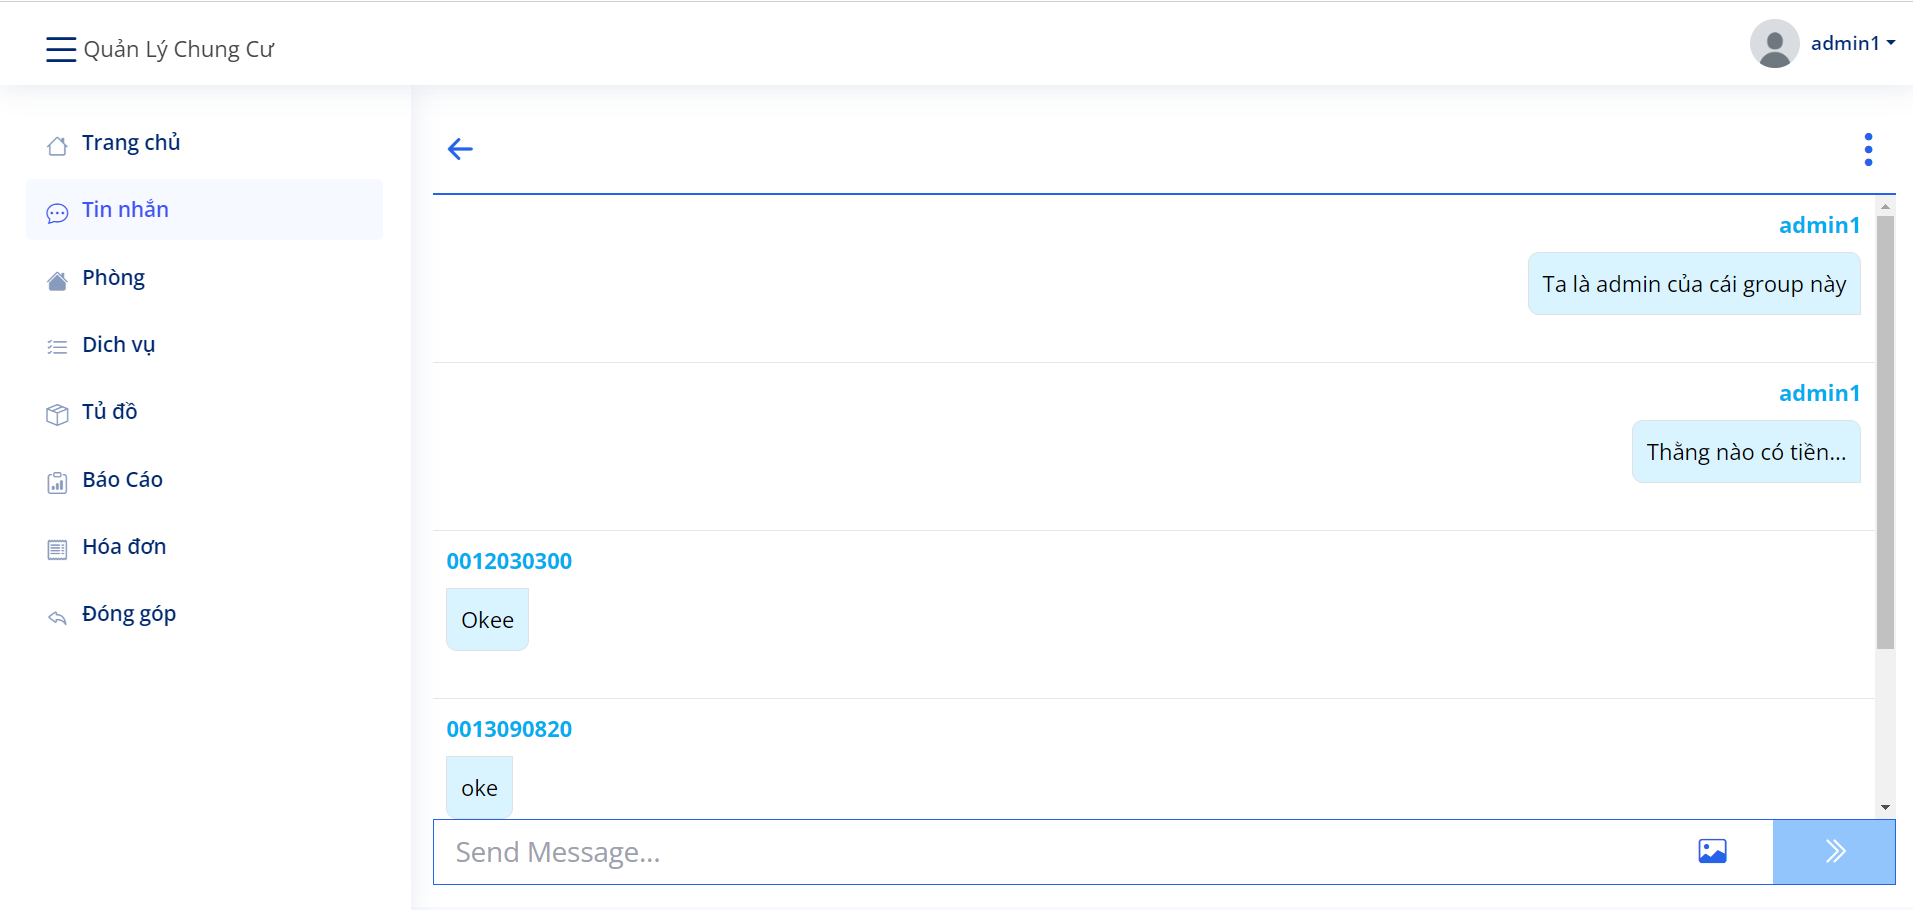 Quản Lý Chung Cư
admin1
Trang chủ
Tin nhắn
Phòng
Dich vụ
Tủ đồ
Báo Cáo
Hóa đơn
Đóng góp
admin1
Ta là admin của cái group này
admin1
Thằng nào có tiền...
0012030300
Okee
0013090820
oke
Send Message...